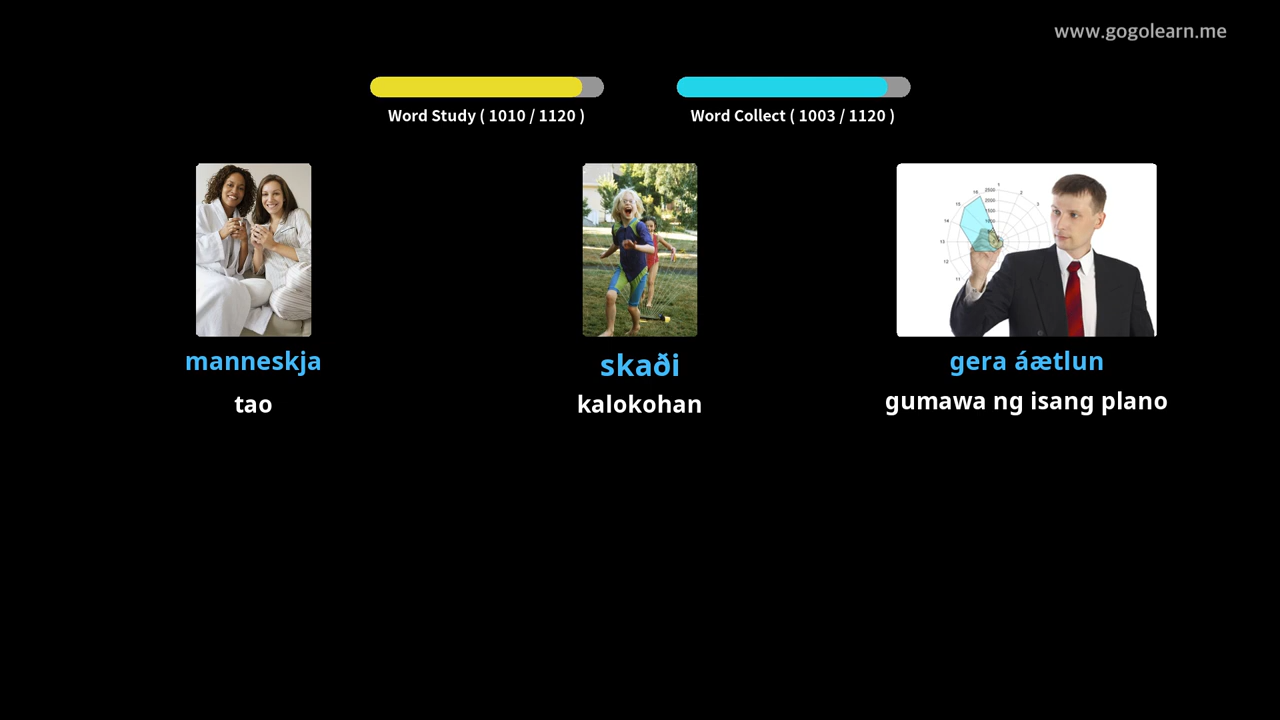 www.gogolearn.me
Word Study ( 1010 / 1120 )
Word Collect ( 1003 / 1120 )
manneskja
tao
skaði
kalokohan
gera áætlun
gumawa ng isang plano